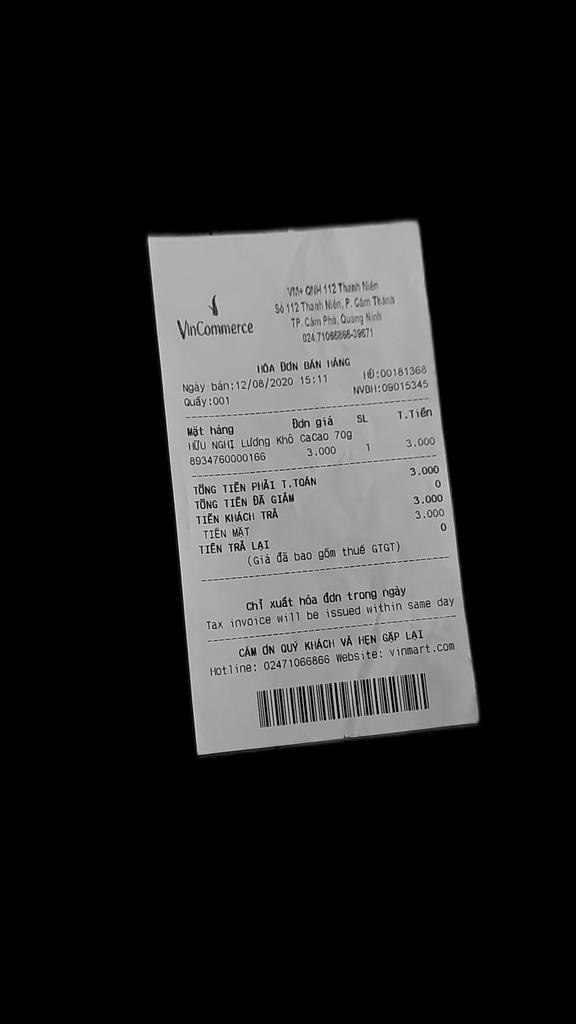 VinCommerce
VM+ QNH 112 Thanh Niên
Số 112 Thanh Niên, P. Cẩm Thành
TP. Cẩm Phả, Quảng Ninh
024.71066866-39671
HÓA ĐƠN BÁN HÀNG
Ngày bán:12/08/2020 15:11 HĐ:00181368
Quầy:001 NVBH:09015345
Mặt hàng Đơn giá SL T.Tiền
HỮU NGHỊ Lương Khô CaCao 70g
8934760000166 3.000 1 3.000
TỔNG TIỀN PHẢI T.TOÁN 3.000
TỔNG TIỀN ĐÃ GIẢM 0
TIỀN KHÁCH TRẢ 3.000
TIỀN MẶT 3.000
TIỀN TRẢ LẠI 0
(Giá đã bao gồm thuế GTGT)
Chỉ xuất hóa đơn trong ngày
Tax invoice will be issued within same day
CẢM ƠN QUÝ KHÁCH VÀ HẸN GẶP LẠI
Hotline: 02471066866 Website: vinmart.com